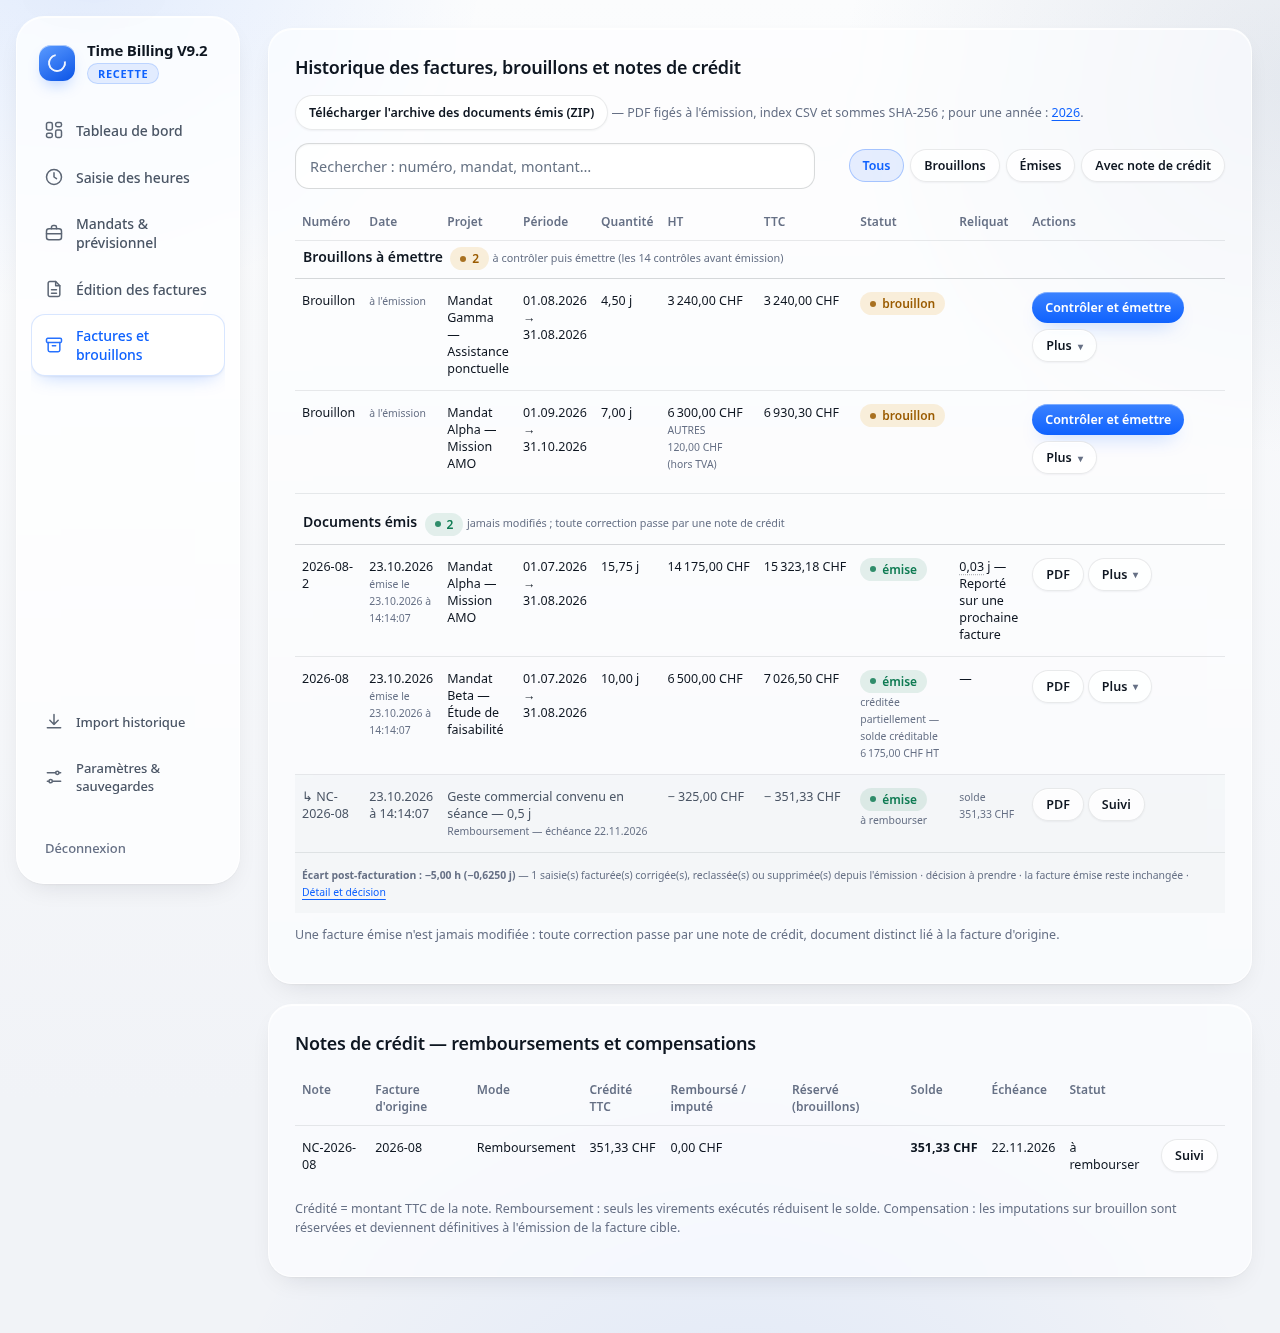 Time Billing V9.2
RECETTE
Tableau de bord
Saisie des heures
Mandats &
prévisionnel
Édition des factures
Factures et
brouillons
Import historique
Paramètres &
sauvegardes
Déconnexion
Historique des factures, brouillons et notes de crédit
Télécharger l'archive des documents émis (ZIP) — PDF figés à l'émission, index CSV et sommes SHA-256 ; pour une année : 2026.
Rechercher : numéro, mandat, montant…
Tous Brouillons Émises Avec note de crédit
Numéro Date Projet Période Quantité HT TTC Statut Reliquat Actions
Brouillons à émettre 2 à contrôler puis émettre (les 14 contrôles avant émission)
Brouillon à l'émission Mandat 01.08.2026 4,50 j 3 240,00 CHF 3 240,00 CHF brouillon Contrôler et émettre
Gamma →
— 31.08.2026
Assistance Plus ▾
ponctuelle
Brouillon à l'émission Mandat 01.09.2026 7,00 j 6 300,00 CHF 6 930,30 CHF brouillon Contrôler et émettre
Alpha — → AUTRES
Mission 31.10.2026 120,00 CHF
AMO (hors TVA) Plus ▾
Documents émis 2 jamais modifiés ; toute correction passe par une note de crédit
2026-08- 23.10.2026 Mandat 01.07.2026 15,75 j 14 175,00 CHF 15 323,18 CHF émise 0,03 j — PDF Plus ▾
2 émise le Alpha — → Reporté
23.10.2026 à Mission 31.08.2026 sur une
14:14:07 AMO prochaine
facture
2026-08 23.10.2026 Mandat 01.07.2026 10,00 j 6 500,00 CHF 7 026,50 CHF émise — PDF Plus ▾
émise le Beta — → créditée
23.10.2026 à Étude de 31.08.2026 partiellement —
14:14:07 faisabilité solde créditable
6 175,00 CHF HT
↳ NC- 23.10.2026 Geste commercial convenu en − 325,00 CHF − 351,33 CHF émise solde PDF Suivi
2026-08 à 14:14:07 séance — 0,5 j à rembourser 351,33 CHF
Remboursement — échéance 22.11.2026
Écart post-facturation : −5,00 h (−0,6250 j) — 1 saisie(s) facturée(s) corrigée(s), reclassée(s) ou supprimée(s) depuis l'émission · décision à prendre · la facture émise reste inchangée ·
Détail et décision
Une facture émise n'est jamais modifiée : toute correction passe par une note de crédit, document distinct lié à la facture d'origine.
Notes de crédit — remboursements et compensations
Note Facture Mode Crédité Remboursé / Réservé Solde Échéance Statut
d'origine TTC imputé (brouillons)
NC-2026- 2026-08 Remboursement 351,33 CHF 0,00 CHF 351,33 CHF 22.11.2026 à Suivi
08 rembourser
Crédité = montant TTC de la note. Remboursement : seuls les virements exécutés réduisent le solde. Compensation : les imputations sur brouillon sont
réservées et deviennent définitives à l'émission de la facture cible.